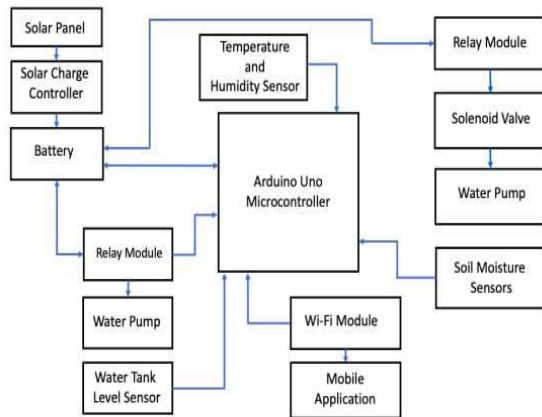 Solar Panel
Solar Charge
Controller
Battery
Temperature
and
Humidity Sensor
Relay Module
Solenoid Valve
Water Pump
Arduino Uno
Microcontroller
Relay Module
Water Pump
Water Tank
Level Sensor
Wi-Fi Module
Mobile
Application
Soil Moisture
Sensors